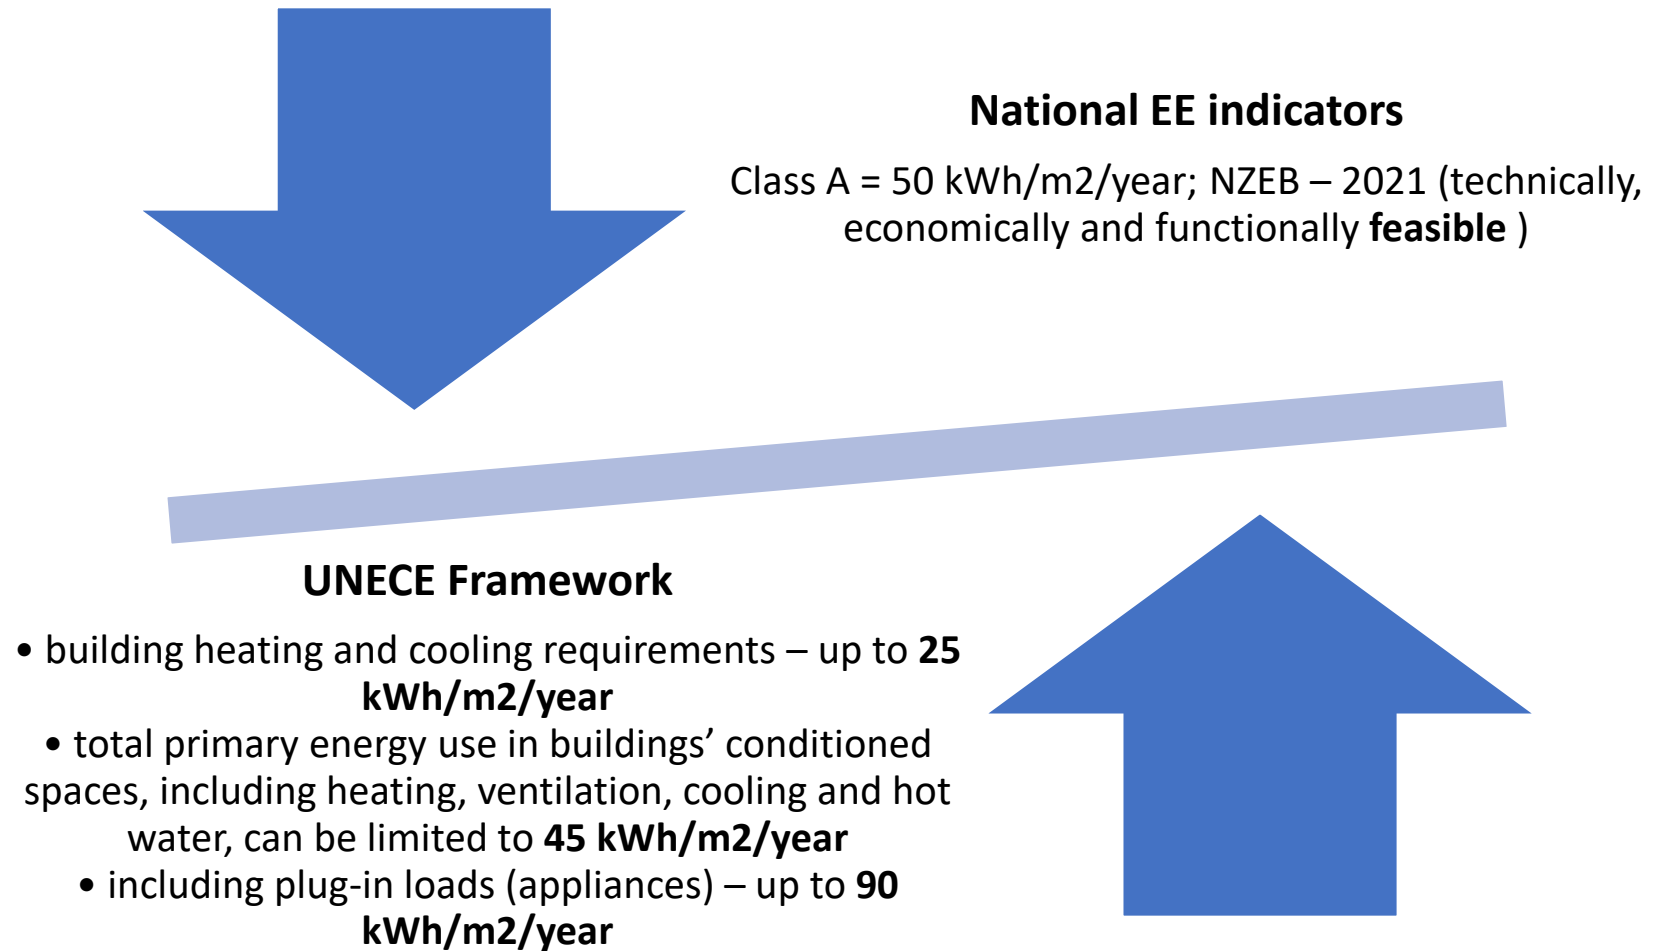 National EE indicators
Class A = 50 kWh/m2/year; NZEB – 2021 (technically,
economically and functionally feasible )
UNECE Framework
• building heating and cooling requirements – up to 25
kWh/m2/year
• total primary energy use in buildings’ conditioned
spaces, including heating, ventilation, cooling and hot
water, can be limited to 45 kWh/m2/year
• including plug-in loads (appliances) – up to 90
kWh/m2/year